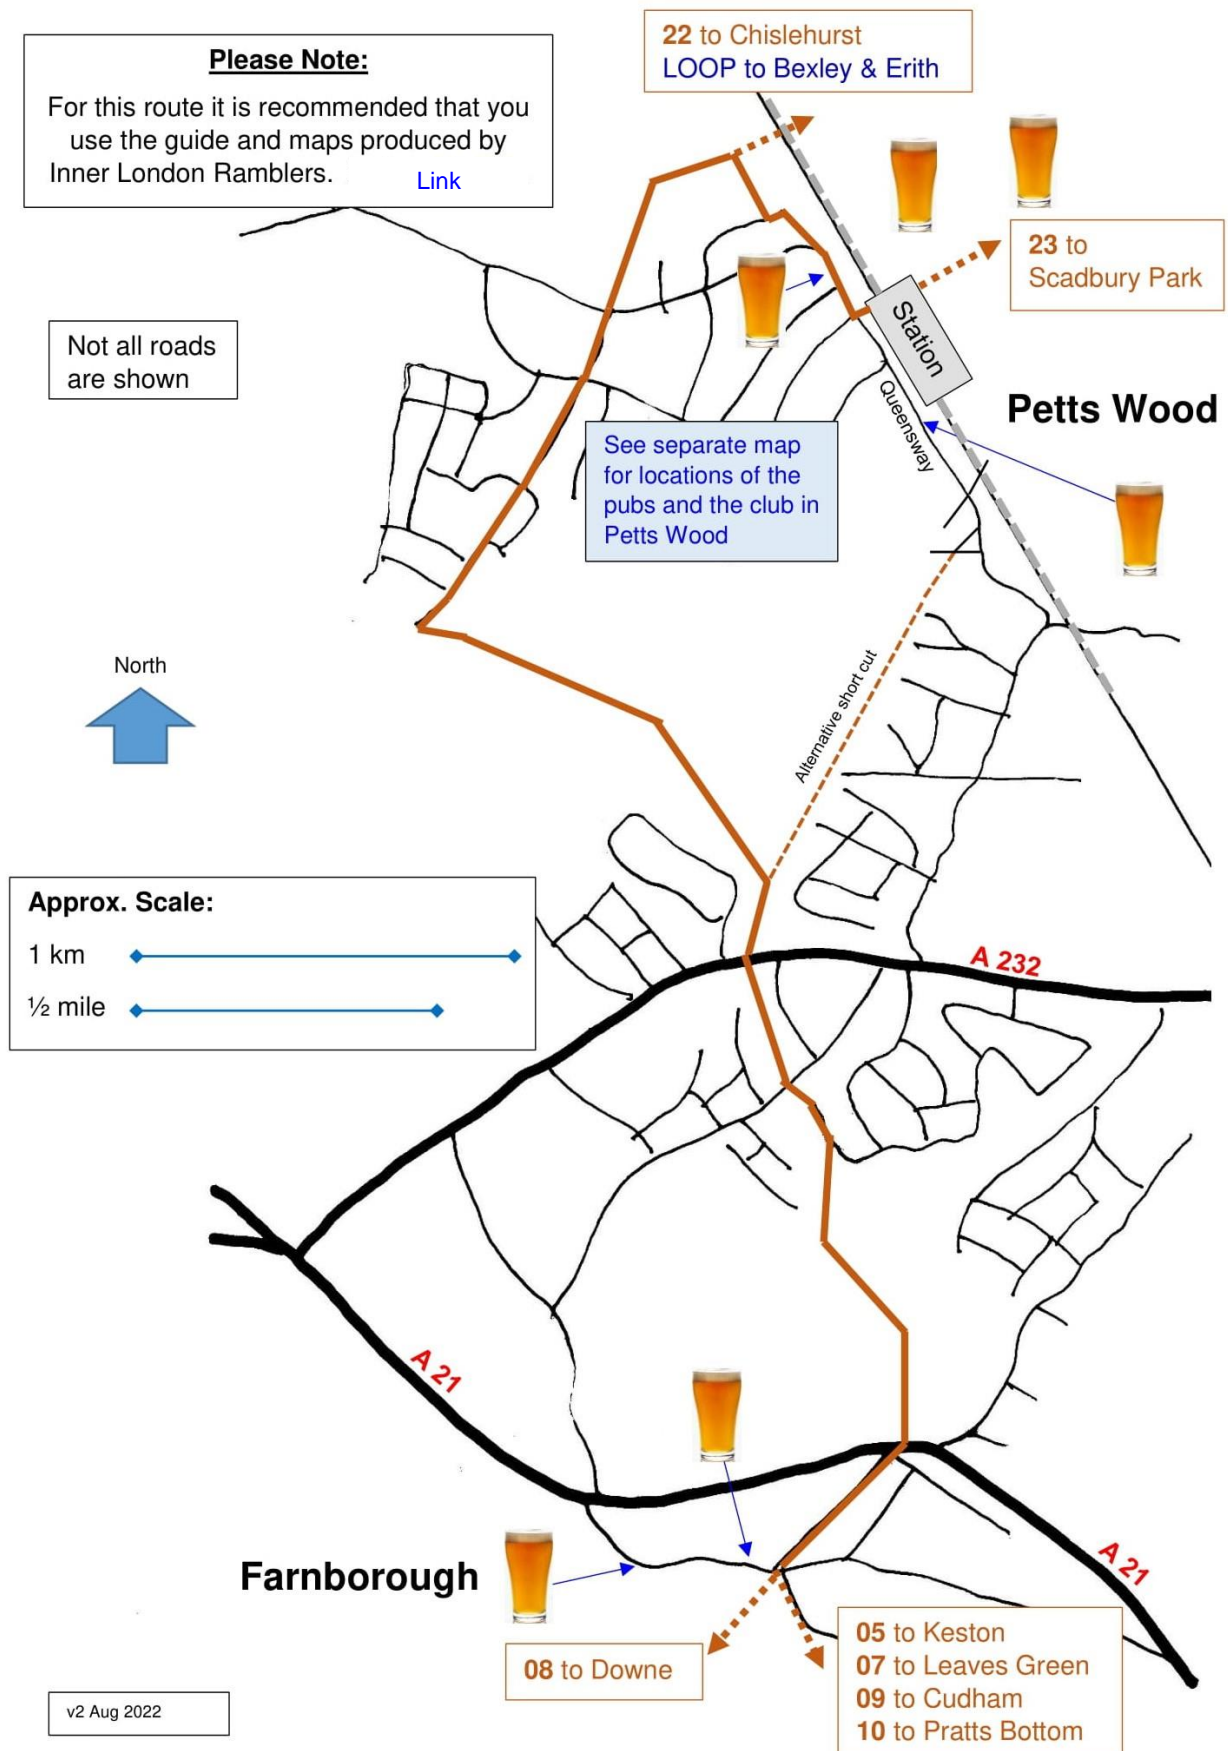 Please Note:
For this route it is recommended that you
use the guide and maps produced by
Inner London Ramblers. Link
22 to Chislehurst
LOOP to Bexley & Erith
23 to
Scadbury Park
Not all roads
are shown
Station
Petts Wood
Queensway
See separate map
for locations of the
pubs and the club in
Petts Wood
North
Alternative short cut
Approx. Scale:
1 km
½ mile
A 232
A 21
Farnborough
A 21
08 to Downe
05 to Keston
07 to Leaves Green
09 to Cudham
10 to Pratts Bottom
v2 Aug 2022